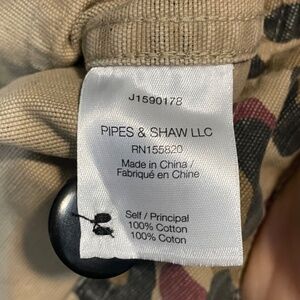 J1590178
PIPES & SHAW LLC
RN155820
Made in China /
Fabriqué en Chine
Self / Principal
100% Cotton
100% Coton